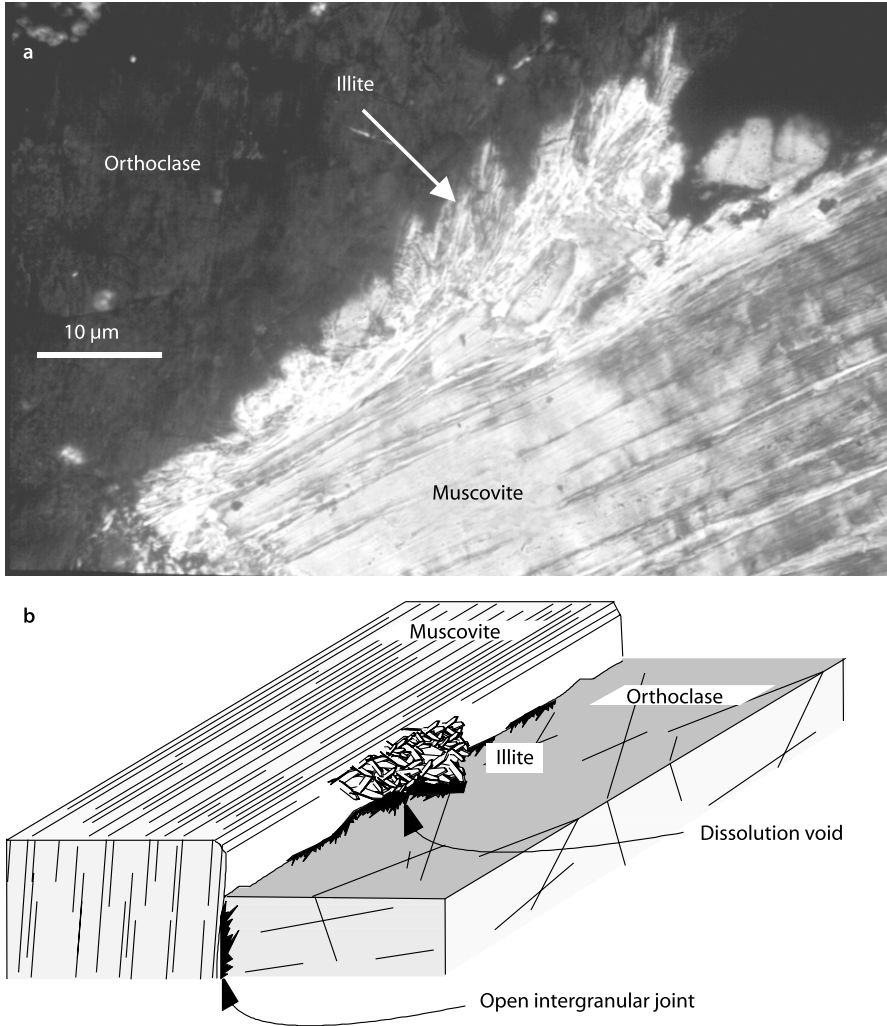 a
Illite
Orthoclase
10 µm
Muscovite
b
Muscovite
Orthoclase
Illite
Dissolution void
Open intergranular joint